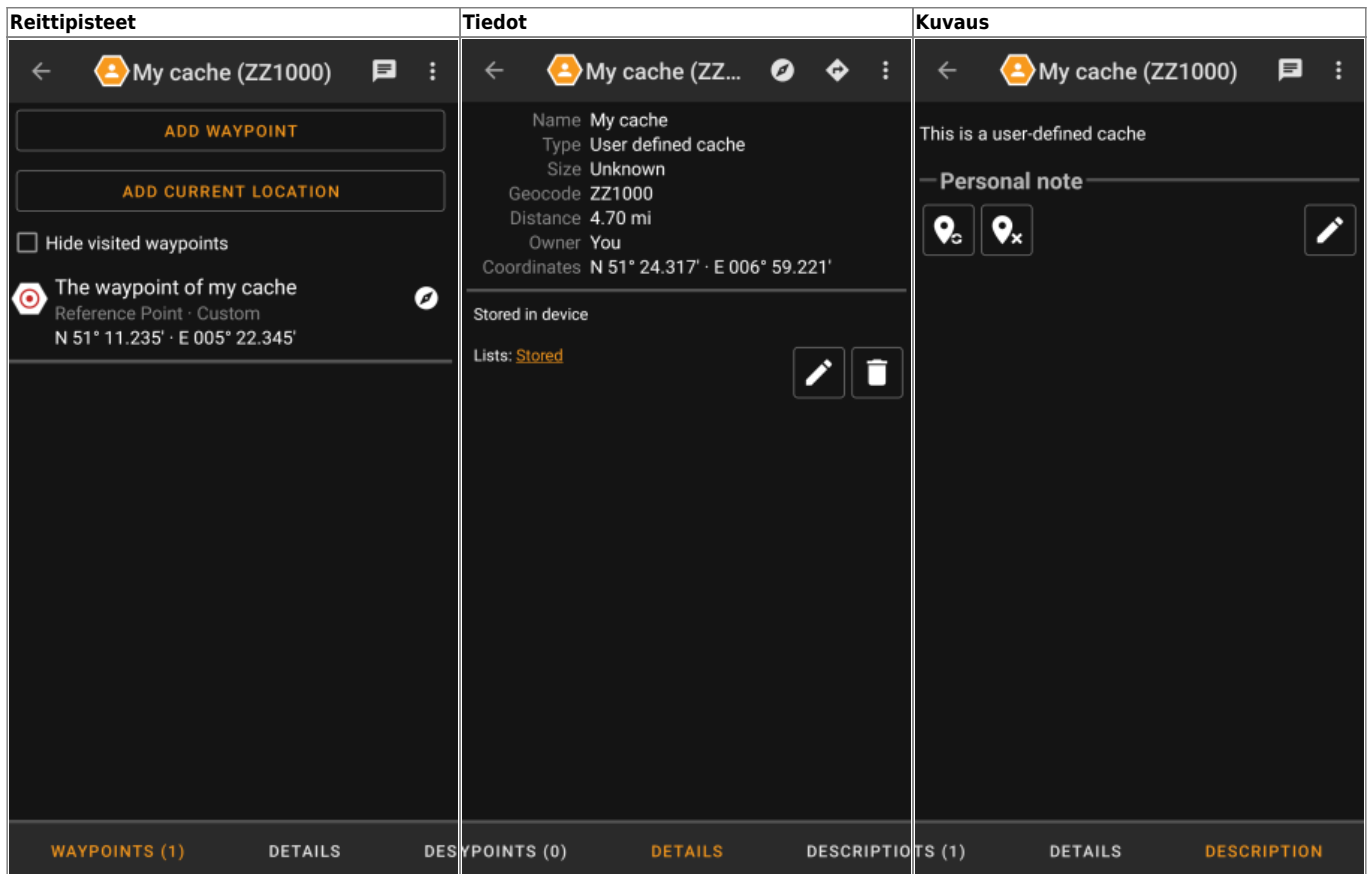 Reittipisteet
My cache (ZZ1000)
ADD WAYPOINT
ADD CURRENT LOCATION
Hide visited waypoints
The waypoint of my cache
Reference Point · Custom
N 51° 11.235' · E 005° 22.345'
WAYPOINTS (1) DETAILS DES
Tiedot
My cache (ZZ...
Name My cache
Type User defined cache
Size Unknown
Geocode ZZ1000
Distance 4.70 mi
Owner You
Coordinates N 51° 24.317' · E 006° 59.221'
Stored in device
Lists: Stored
YPOINTS (0) DETAILS DESCRIPTIO
Kuvaus
My cache (ZZ1000)
This is a user-defined cache
Personal note
TS (1) DETAILS DESCRIPTION